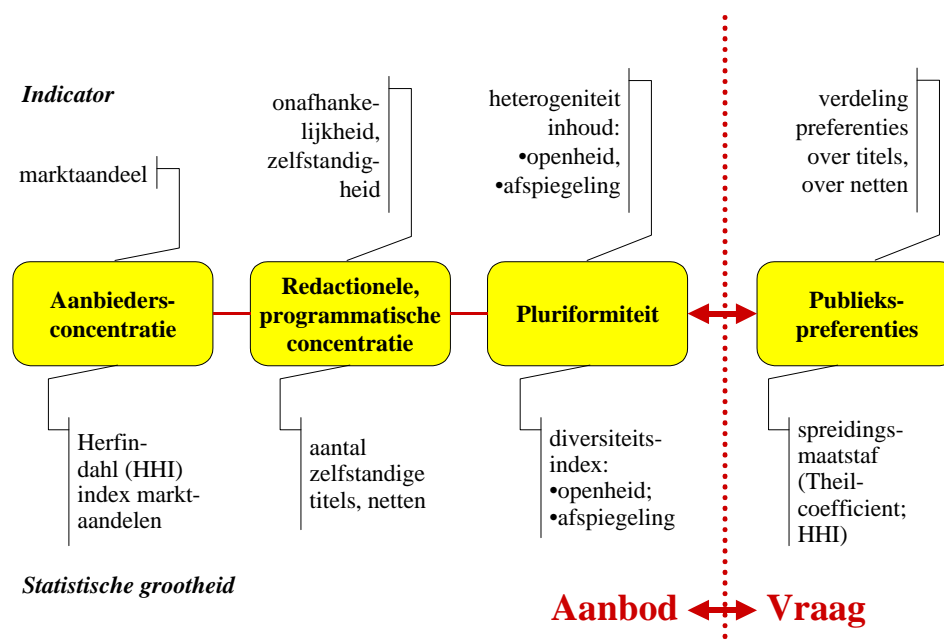 Indicator
marktaandeel
onafhanke-
lijkheid,
zelfstandig-
heid
heterogeniteit
inhoud:
•openheid,
•afspiegeling
verdeling
preferenties
over titels,
over netten
Aanbieders-
concentratie
Redactionele,
programmatische
concentratie
Pluriformiteit
Publieks-
preferenties
Herfin-
dahl (HHI)
index markt-
aandelen
aantal
zelfstandige
titels, netten
diversiteits-
index:
•openheid;
•afspiegeling
spreidings-
maatstaf
(Theil-
coefficient;
HHI)
Statistische grootheid
Aanbod Vraag